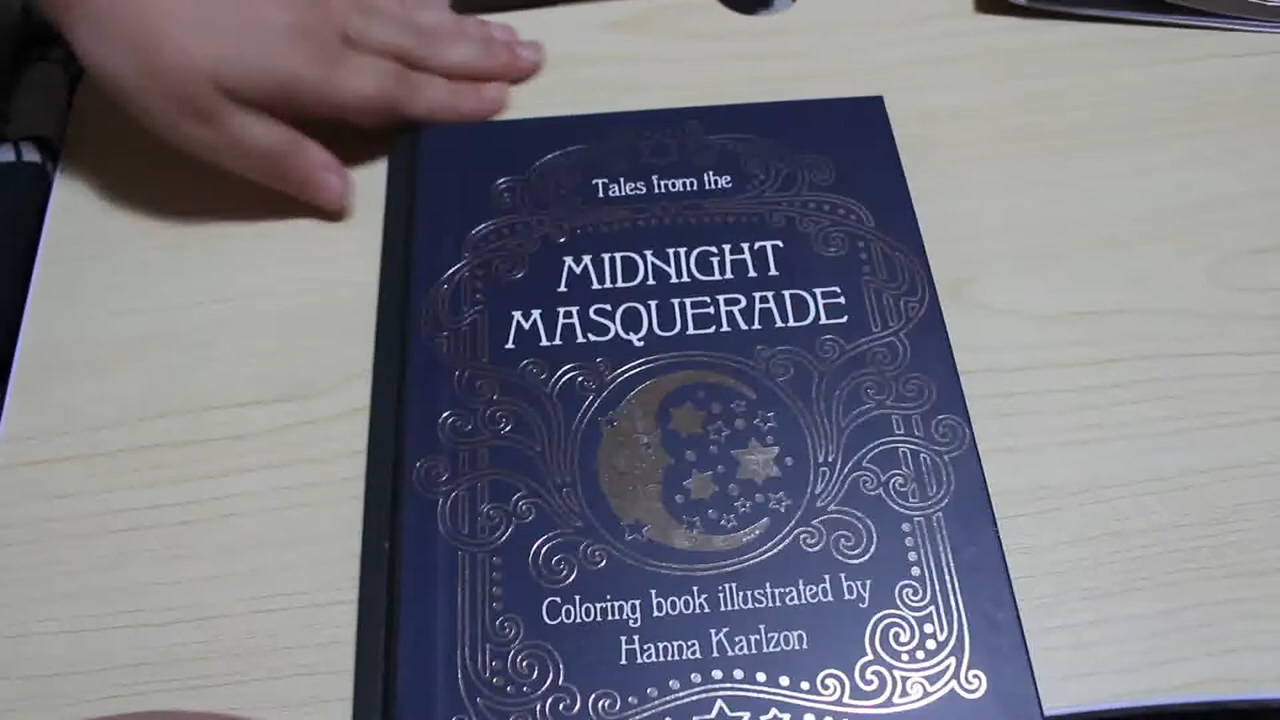 Tales from the
MIDNIGHT
MASQUERADE
Coloring book illustrated by
Hanna Karlzon